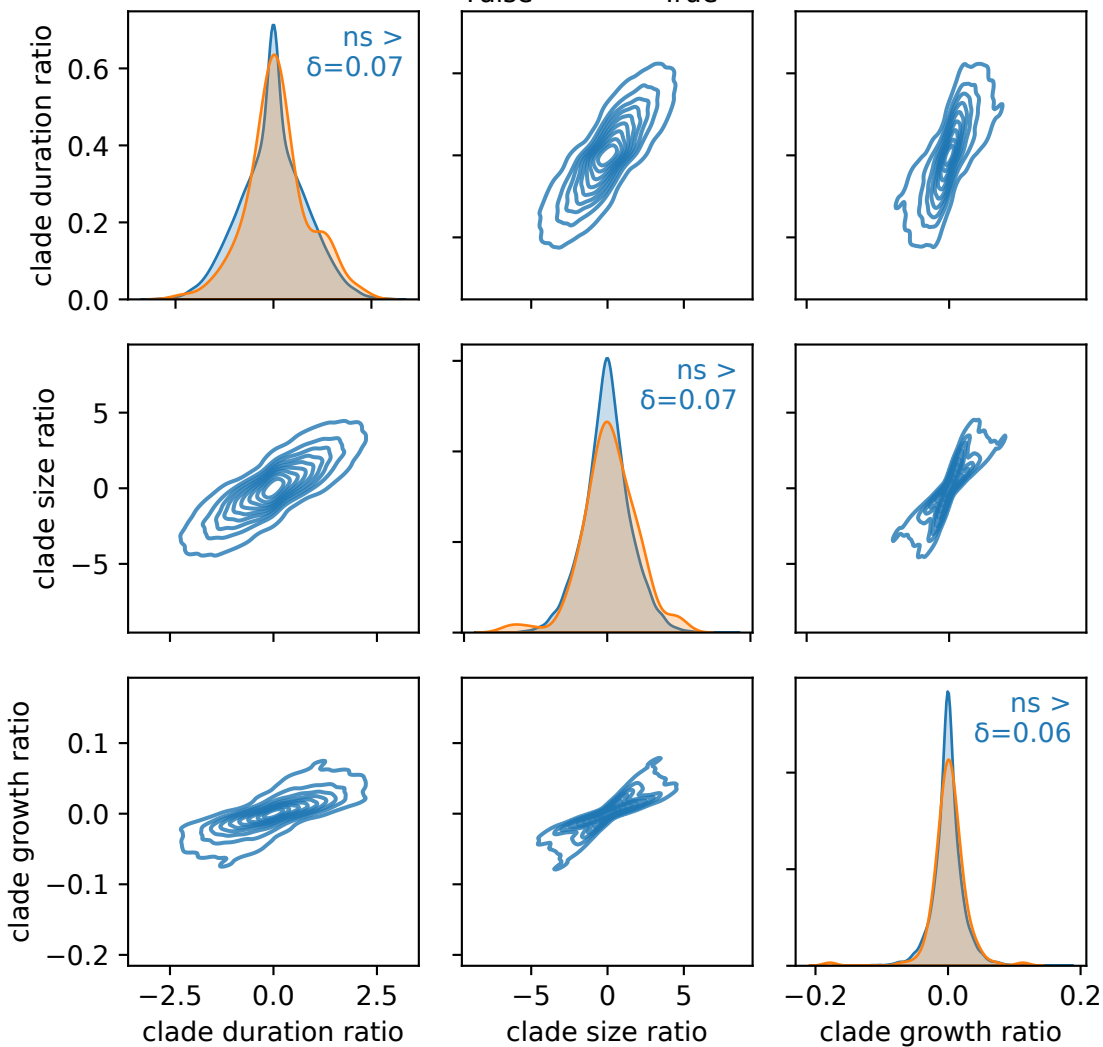 False True
clade duration ratio
0.6
0.4
0.2
0.0
ns >
δ=0.07
clade size ratio
5
0
−5
ns >
δ=0.07
clade growth ratio
0.1
0.0
−0.1
−0.2
ns >
δ=0.06
−2.5 0.0 2.5
−5 0 5
−0.2 0.0 0.2
clade duration ratio
clade size ratio
clade growth ratio